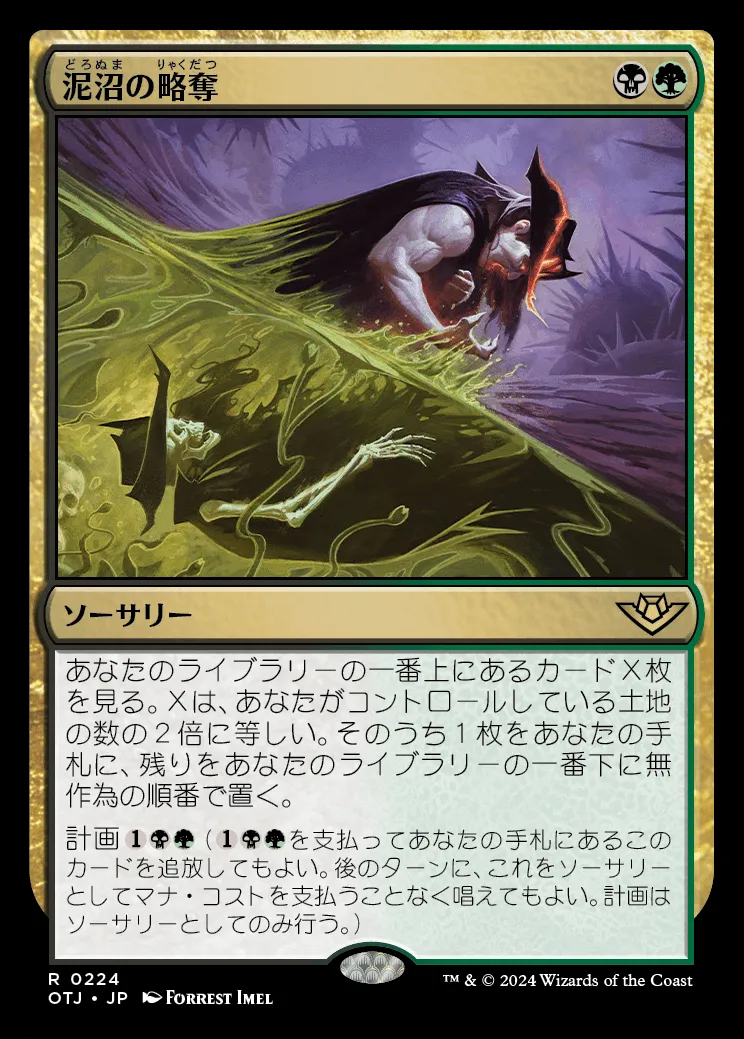 どろぬま りゃくだつ
泥沼の略奪
ソーサリー
あなたのライブラリーの一番上にあるカードX枚
を見る。Xは、あなたがコントロールしている土地
の数の２倍に等しい。そのうち１枚をあなたの手
札に、残りをあなたのライブラリーの一番下に無
作為の順番で置く。
計画 1（1を支払ってあなたの手札にあるこの
カードを追放してもよい。後のターンに、これをソーサリー
としてマナ・コストを支払うことなく唱えてもよい。計画は
ソーサリーとしてのみ行う。）
R 0224
OTJ • JP Forrest Imel
™ & © 2024 Wizards of the Coast